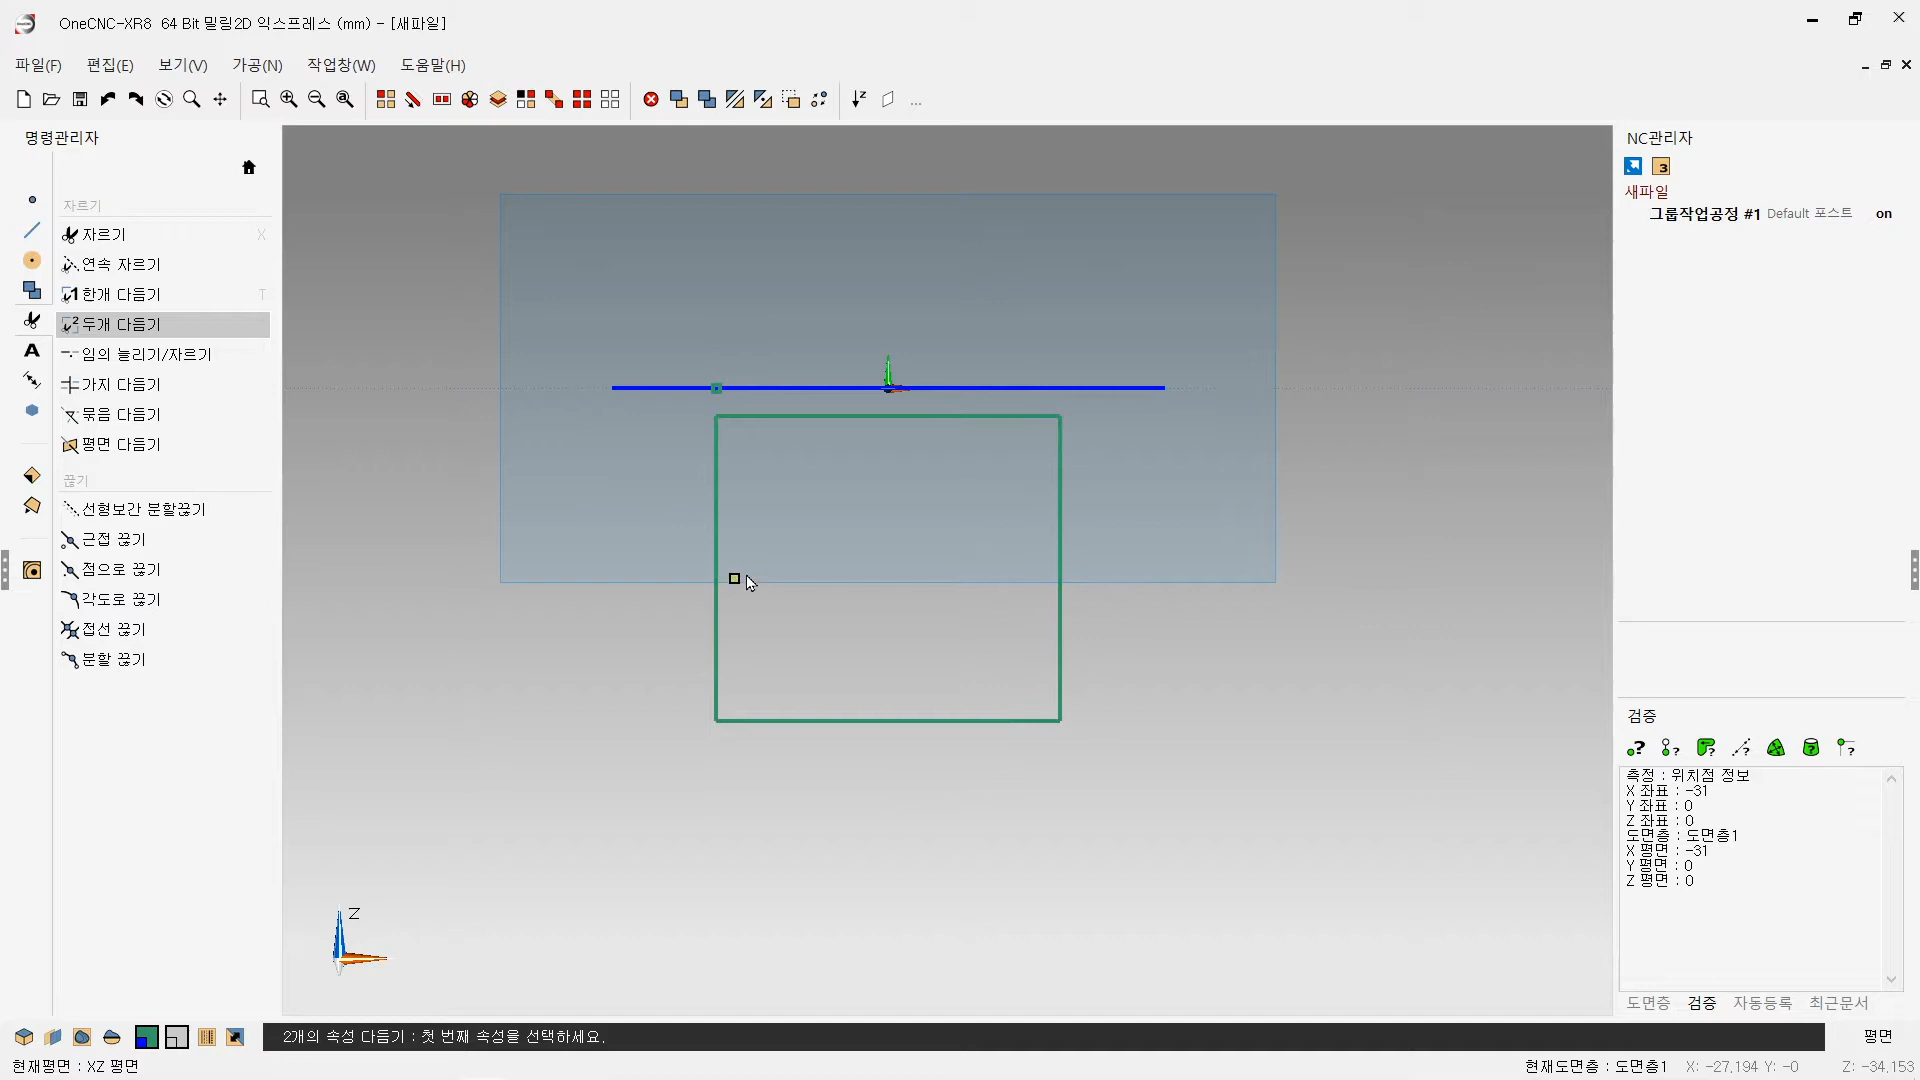 OneCNC-XR8 64 Bit 밀링2D 익스프레스 (mm) - [새파일]
파일(F) 편집(E) 보기(V) 가공(N) 작업창(W) 도움말(H)
명령관리자
자르기
자르기 X
연속 자르기
한개 다듬기 T
두개 다듬기
임의 늘리기/자르기
가지 다듬기
묶음 다듬기
평면 다듬기
끊기
선형보간 분할끊기
근접 끊기
점으로 끊기
각도로 끊기
접선 끊기
분할 끊기
Z
NC관리자
3
새파일
그룹작업공정 #1 Default 포스트 on
검증
측정 : 위치점 정보
X 좌표 : -31
Y 좌표 : 0
Z 좌표 : 0
도면층 : 도면층1
X 평면 : -31
Y 평면 : 0
Z 평면 : 0
도면층 검증 자동등록 최근문서
2개의 속성 다듬기 : 첫 번째 속성을 선택하세요.
평면
현재평면 : XZ 평면
현재도면층 : 도면층1 X: -27.194 Y: -0 Z: -34.153